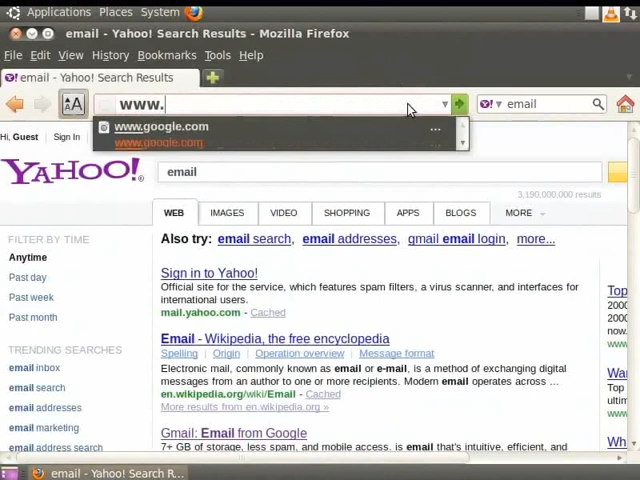 Applications Places System
email - Yahoo! Search Results - Mozilla Firefox
File Edit View History Bookmarks Tools Help
email - Yahoo! Search Results
AA www. email
www.google.com ...
www.google.com ...
Hi, Guest Sign In
YAHOO! email
3,190,000,000 results
WEB IMAGES VIDEO SHOPPING APPS BLOGS MORE
FILTER BY TIME
Anytime
Past day
Past week
Past month
TRENDING SEARCHES
email inbox
email search
email addresses
email marketing
email address search
Also try: email search, email addresses, gmail email login, more...
Sign in to Yahoo!
Official site for the service, which features spam filters, a virus scanner, and interfaces for
international users.
mail.yahoo.com - Cached
Email - Wikipedia, the free encyclopedia
Spelling | Origin | Operation overview | Message format
Electronic mail, commonly known as email or e-mail, is a method of exchanging digital
messages from an author to one or more recipients. Modern email operates across ...
en.wikipedia.org/wiki/Email - Cached
More results from en.wikipedia.org »
Gmail: Email from Google
7+ GB of storage, less spam, and mobile access. is email that's intuitive, efficient, and
Top
2000
2000
now.
www
Wa
Top
ultim
www
Wh
email - Yahoo! Search R...